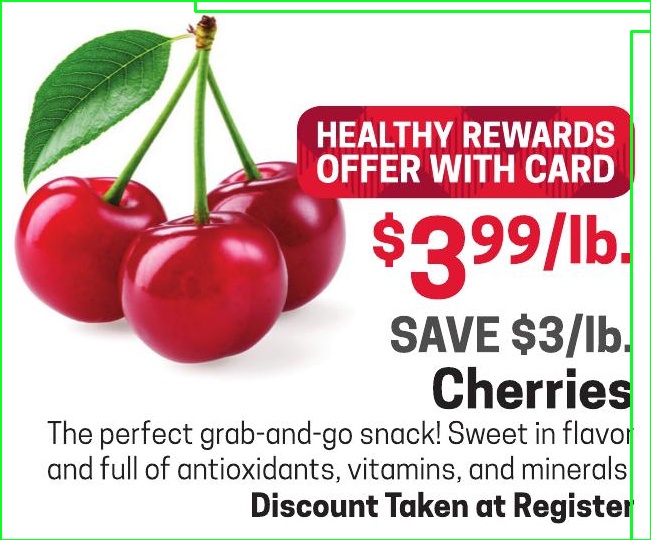 HEALTHY REWARDS
OFFER WITH CARD
$3.99/lb.
SAVE $3/lb.
Cherries
The perfect grab-and-go snack! Sweet in flavor
and full of antioxidants, vitamins, and minerals
Discount Taken at Register